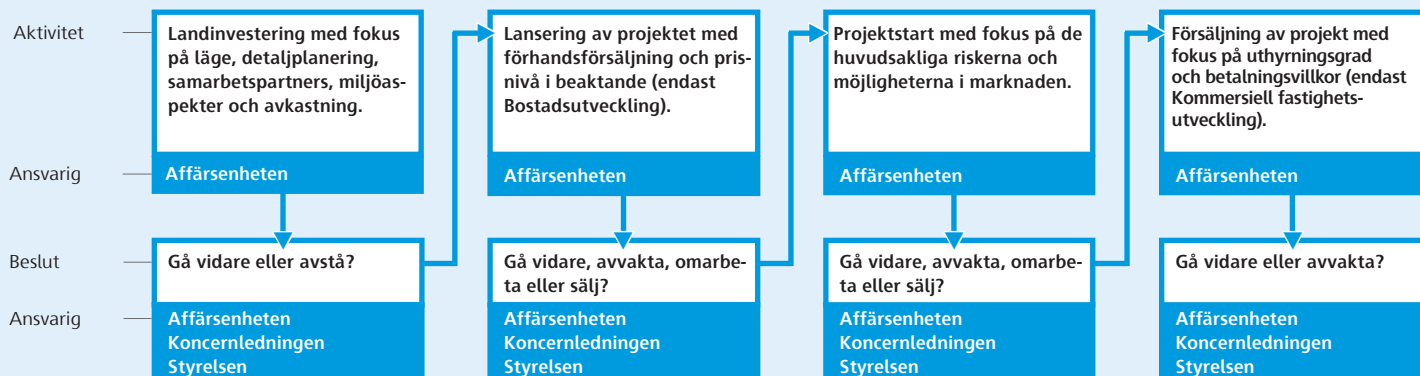 Aktivitet
Landinvestering med fokus
på läge, detaljplanering,
samarbetspartners, miljöas-
pekter och avkastning.
Lansering av projektet med
förhandsförsäljning och pris-
nivå i beaktande (endast
Bostadsutveckling).
Projektstart med fokus på de
huvudsakliga riskerna och
möjligheterna i marknaden.
Försäljning av projekt med
fokus på uthyrningsgrad
och betalningsvillkor (endast
Kommersiell fastighets-
utveckling).
Ansvarig
Affärsenheten
Affärsenheten
Affärsenheten
Affärsenheten
Beslut
Gå vidare eller avstå?
Gå vidare, avvakta, omarbe-
ta eller sälj?
Gå vidare, avvakta, omarbe-
ta eller sälj?
Gå vidare eller avvakta?
Ansvarig
Affärsenheten
Koncernledningen
Styrelsen
Affärsenheten
Koncernledningen
Styrelsen
Affärsenheten
Koncernledningen
Styrelsen
Affärsenheten
Koncernledningen
Styrelsen